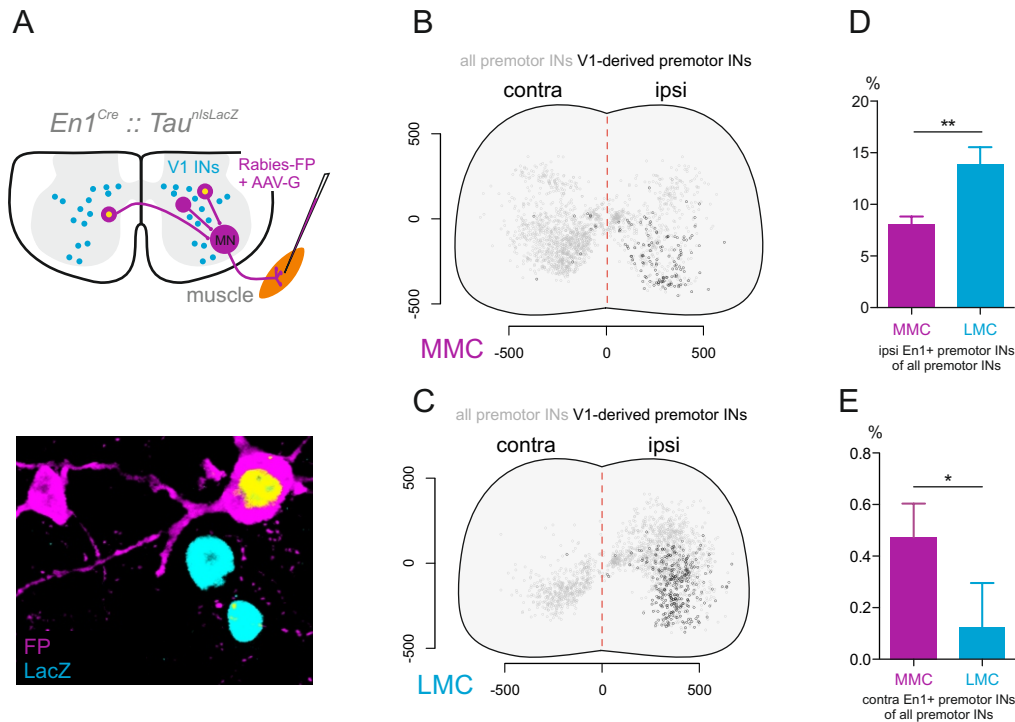 A
En1Cre :: TaunlsLacZ
V1 INs
Rabies-FP
+ AAV-G
MN
muscle
FP
LacZ
B
all premotor INs V1-derived premotor INs
contra ipsi
500
0
-500
MMC
-500 0 500
C
all premotor INs V1-derived premotor INs
contra ipsi
500
0
-500
LMC
-500 0 500
D
%
20
15
10
5
0
**
MMC LMC
ipsi En1+ premotor INs
of all premotor INs
E
%
0.8
0.6
0.4
0.2
0.0
*
MMC LMC
contra En1+ premotor INs
of all premotor INs